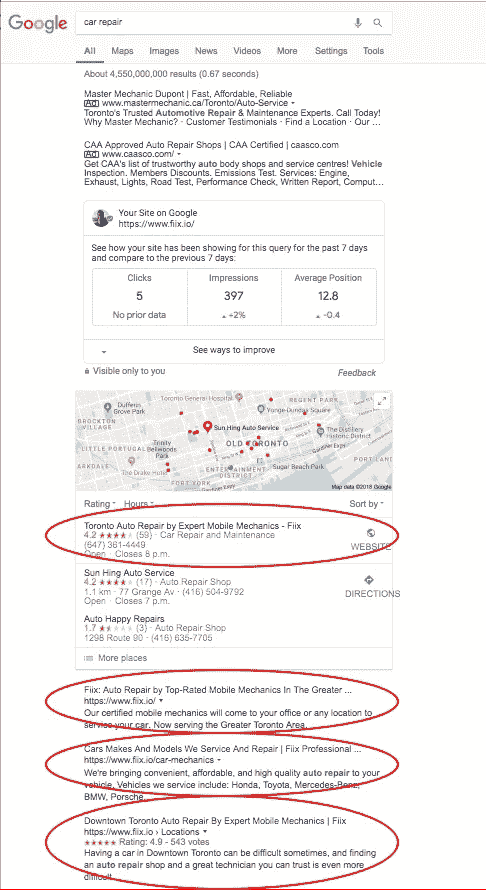 Google
car repair
All Maps Images News Videos More Settings Tools
About 4,550,000,000 results (0.67 seconds)
Master Mechanic Dupont | Fast, Affordable, Reliable
Ad www.mastermechanic.ca/Toronto/Auto-Service
Toronto's Trusted Automotive Repair & Maintenance Experts. Call Today!
Why Master Mechanic? · Customer Testimonials · Find a Location · Our ...
CAA Approved Auto Repair Shops | CAA Certified | caasco.com
Ad www.caasco.com/
Get CAA's list of trustworthy auto body shops and service centres! Vehicle
Inspection. Members Discounts. Emissions Test. Services: Engine,
Exhaust, Lights, Road Test, Performance Check, Written Report, Comput...
Your Site on Google
https://www.fiix.io/
See how your site has been showing for this query for the past 7 days
and compare to the previous 7 days:
Clicks Impressions Average Position
5 397 12.8
No prior data +2% -0.4
See ways to improve
Visible only to you Feedback
Toronto General Hospital
REGENT PARK
Dufferin
Grove Park
Yonge-Dundas Square
BROCKTON
VILLAGE
Sun Hing Auto Service
The Distillery
Historic District
LITTLE PORTUGAL
Trinity
Bellwoods
Park
OLD TORONTO
PORT LAN
ARKDALE
The Drake Hotel
ENTERTAINMENT
DISTRICT
Sugar Beach Park
FORT YORK
Map data ©2018 Google
Rating Hours Sort by
Toronto Auto Repair by Expert Mobile Mechanics - Fiix
4.2 (59) · Car Repair and Maintenance
(647) 361-4449
Open · Closes 8 p.m.
WEBSITE
Sun Hing Auto Service
4.2 (17) · Auto Repair Shop
1.1 km · 77 Grange Av · (416) 504-9792
Open · Closes 7 p.m.
DIRECTIONS
Auto Happy Repairs
1.7 (3) · Auto Repair Shop
1298 Route 90 · (416) 635-7705
More places
Fiix: Auto Repair by Top-Rated Mobile Mechanics In The Greater ...
https://www.fiix.io/
Our certified mobile mechanics will come to your office or any location to
service your car. Now serving the Greater Toronto Area.
Cars Makes And Models We Service And Repair | Fiix Professional ...
https://www.fiix.io/car-mechanics
We're bringing convenient, affordable, and high quality auto repair to your
vehicle. Vehicles we service include: Honda, Toyota, Mercedes-Benz,
BMW, Porsche
Downtown Toronto Auto Repair By Expert Mobile Mechanics | Fiix
https://www.fiix.io › Locations
Rating: 4.9 - 543 votes
Having a car in Downtown Toronto can be difficult sometimes, and finding
an auto repair shop and a great technician you can trust is even more
difficult